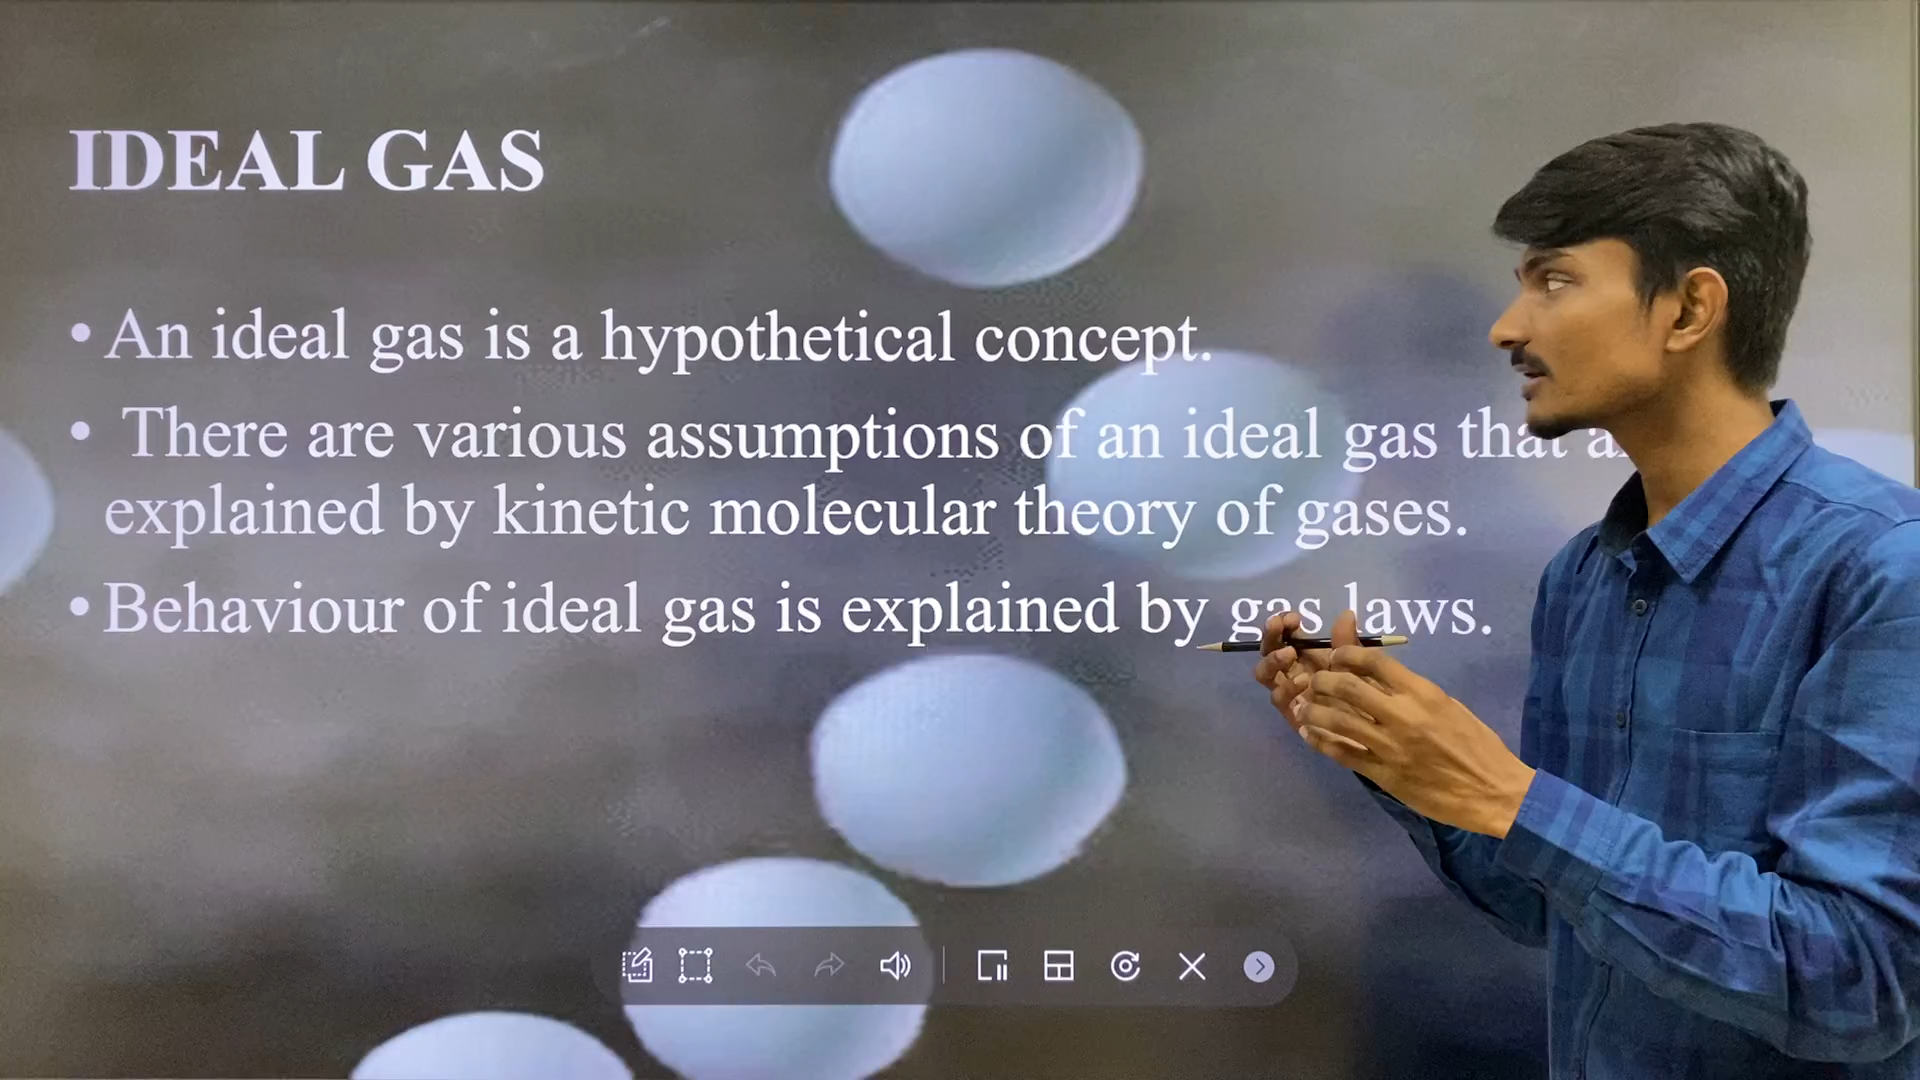 IDEAL GAS
• An ideal gas is a hypothetical concept.
• There are various assumptions of an ideal gas that
explained by kinetic molecular theory of gases.
• Behaviour of ideal gas is explained by gas laws.